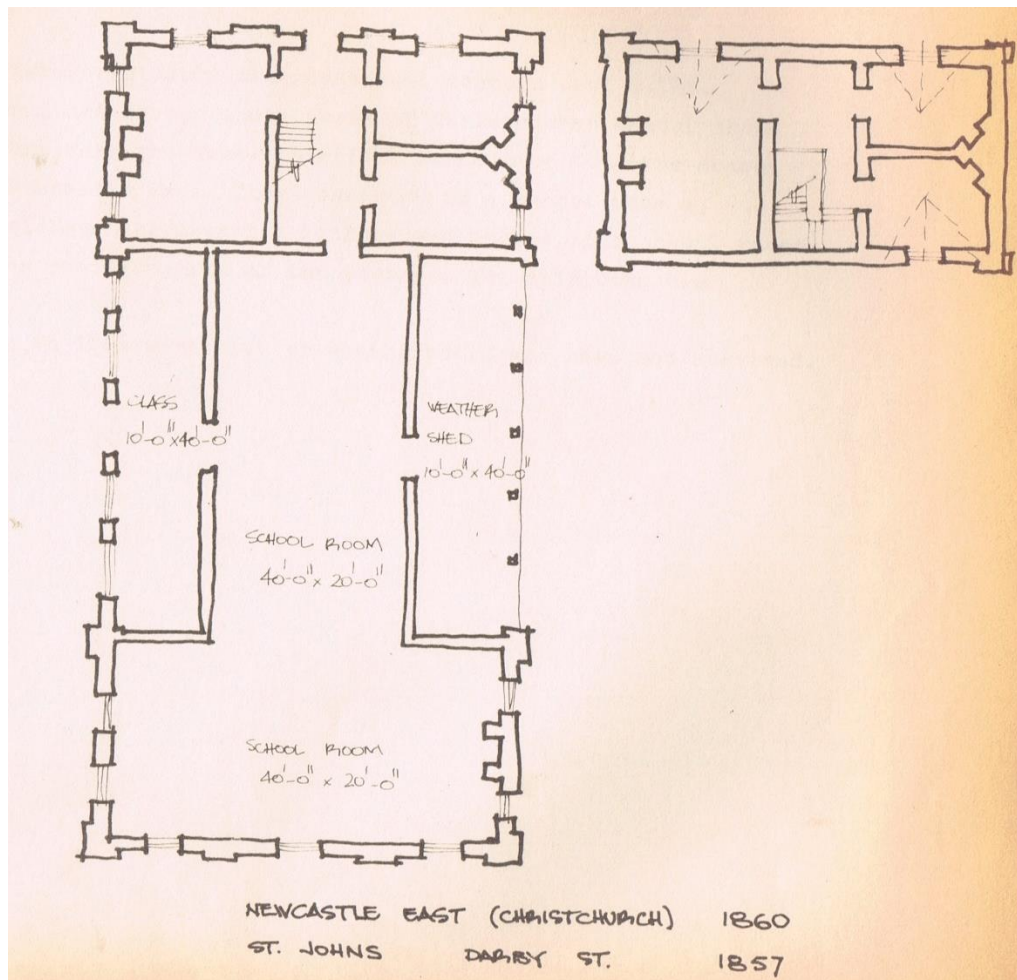 CLASS
10'-0" x 40'-0"
WEATHER
SHED
10'-0" x 40'-0"
SCHOOL ROOM
40'-0" x 20'-0"
SCHOOL ROOM
40'-0" x 20'-0"
NEWCASTLE EAST (CHRISTCHURCH) 1860
ST. JOHNS DARBY ST. 1857